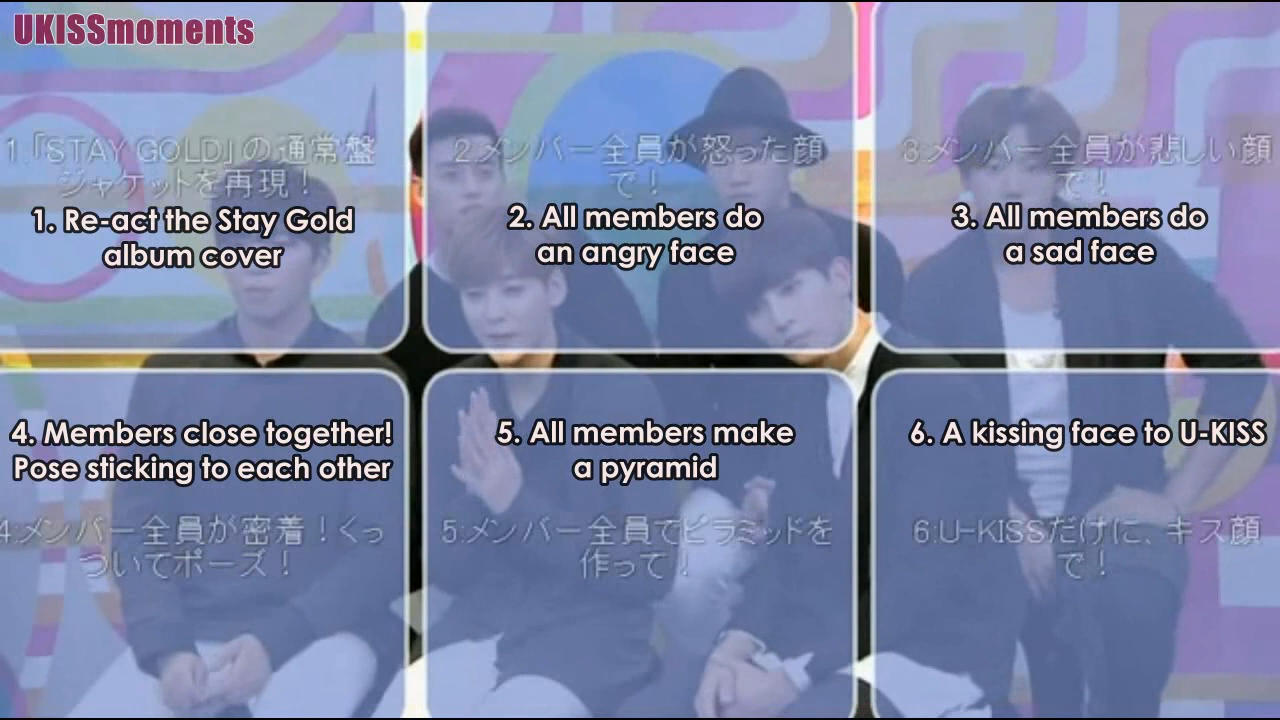 UKISSmoments
1.「STAY GOLD」の通常盤
ジャケットを再現！
1. Re-act the Stay Gold
album cover
2.メンバー全員が怒った顔
で！
2. All members do
an angry face
3.メンバー全員が悲しい顔
で！
3. All members do
a sad face
4. Members close together!
Pose sticking to each other
4:メンバー全員が密着！くっ
ついてポーズ！
5. All members make
a pyramid
5:メンバー全員でピラミッドを
作って！
6. A kissing face to U-KISS
6:U-KISSだけに、キス顔
で！